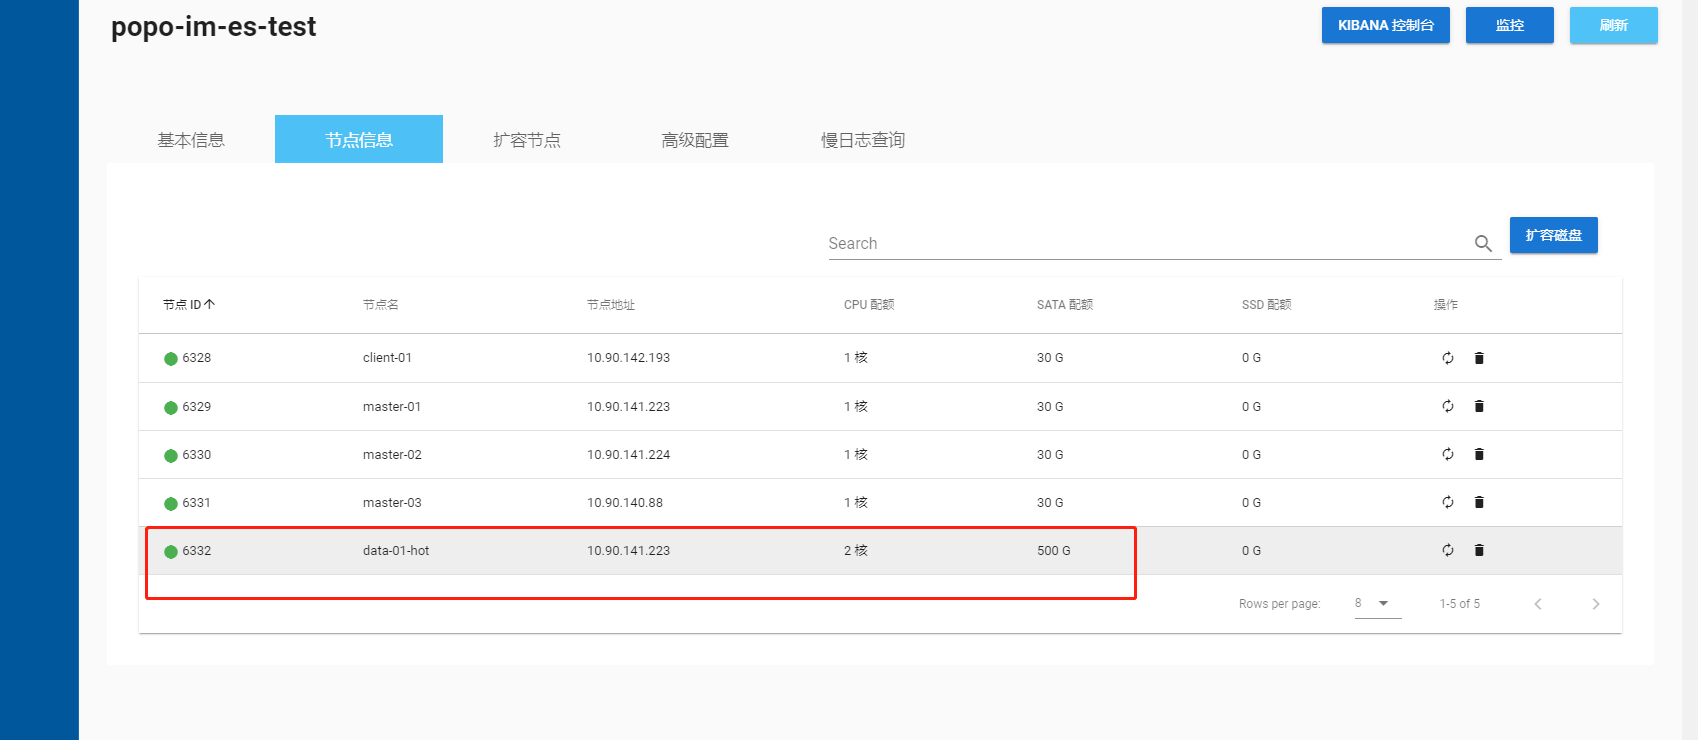 popo-im-es-test
KIBANA 控制台 监控 刷新
基本信息 节点信息 扩容节点 高级配置 慢日志查询
Search 扩容磁盘
节点 ID 节点名 节点地址 CPU 配额 SATA 配额 SSD 配额 操作
6328 client-01 10.90.142.193 1 核 30 G 0 G
6329 master-01 10.90.141.223 1 核 30 G 0 G
6330 master-02 10.90.141.224 1 核 30 G 0 G
6331 master-03 10.90.140.88 1 核 30 G 0 G
6332 data-01-hot 10.90.141.223 2 核 500 G 0 G
Rows per page: 8 1-5 of 5